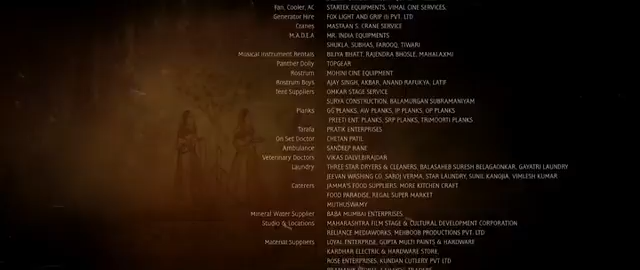 Fan, Cooler, AC STARTEK EQUIPMENTS, VIMAL CINE SERVICES,
Generator Hire FOX LIGHT AND GRIP (I) PVT. LTD
Cranes MASTAAN S. CRANE SERVICE
M.A.D.E.A MR. INDIA EQUIPMENTS
SHUKLA, SUBHAS, FAROOQ, TIWARI
Musical Instrument Rentals BILIYA BHATT, RAJENDRA BHOSLE, MAHALAXMI
Panther Dolly TOPGEAR
Rostrum MOHINI CINE EQUIPMENT
Rostrum Boys AJAY SINGH, AKBAR, ANAND RAFUKYA, LATIF
Teed Suppliers OMKAR STAGE SERVICE
SURYA CONSTRUCTION, BALAMURGAN SUBRAMANIYAM
Planks GG PLANKS, AW PLANKS, IP PLANKS, GP PLANKS
PREETI ENT. PLANKS, SRP PLANKS, TRIMOORTI PLANKS
Tarafa PRATIK ENTERPRISES
On Set Doctor CHETAN PATIL
Ambulance SANDEEP MANE
Veterinary Doctors VIKAS DALVI, BIRAJDAR
Laundry THREE STAR DRYERS & CLEANERS, BALASAHEB SURESH BELAGAONKAR, GAYATRI LAUNDRY
JEEVAN WASHING CO, SAROJ VERMA, STAR LAUNDRY, SUNIL KANOJIA, VIMLESH KUMAR
Caterers JAMMA'S FOOD SUPPLIERS, MORE KITCHEN CRAFT
FOOD PARADISE, REGAL SUPER MARKET
MUTHUSWAMY
Mineral Water Supplier BABA MUMBAI ENTERPRISES
Studio & Locations MAHARASHTRA FILM STAGE & CULTURAL DEVELOPMENT CORPORATION
RELIANCE MEDIAWORKS, MEHBOOB PRODUCTIONS PVT. LTD
Material Suppliers LOYAL ENTERPRISE, GUPTA MULTI PAINTS & HARDWARE
KARDHAR ELECTRIC & HARDWARE STORE,
ROSE ENTERPRISES, KUNDAN CUTLERY PVT LTD